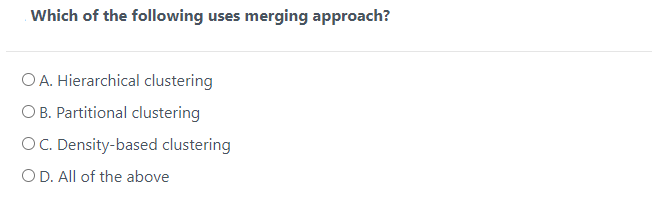 Which of the following uses merging approach?
A. Hierarchical clustering
B. Partitional clustering
C. Density-based clustering
D. All of the above